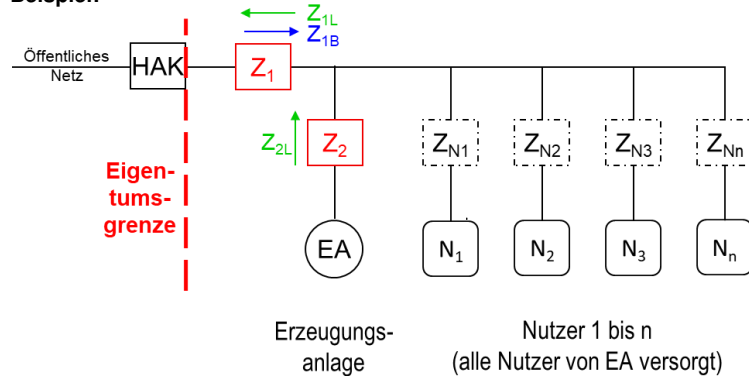 Beispiel:
Z1L
Z1B
Öffentliches
Netz
HAK
Z1
Z2L
Z2
ZN1
ZN2
ZN3
ZNn
Eigen-
tums-
grenze
EA
N1
N2
N3
Nn
Erzeugungs-
anlage
Nutzer 1 bis n
(alle Nutzer von EA versorgt)